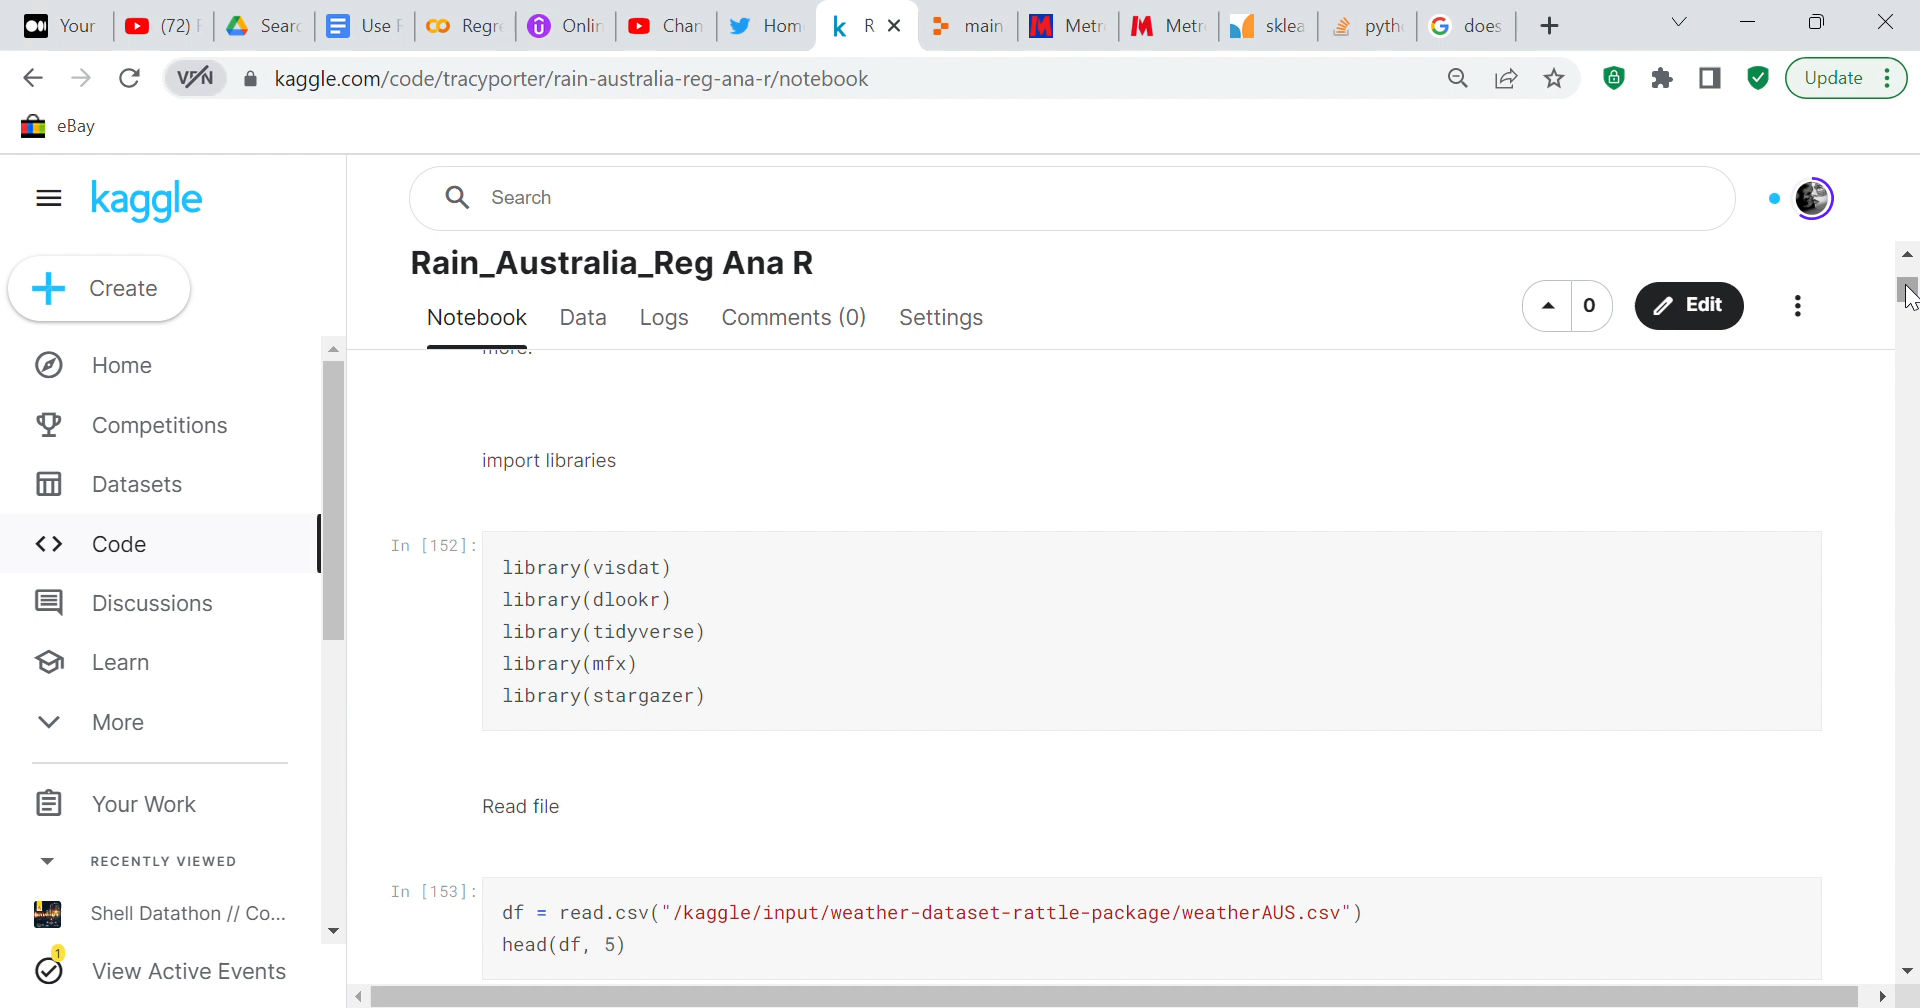 Your
(72)
Searc
Use F
Regre
Onlin
Chan
Hom
R
main
Metr
Metr
sklea
pyth
does
VPN
kaggle.com/code/tracyporter/rain-australia-reg-ana-r/notebook
Update
eBay
kaggle
Search
Create
Rain_Australia_Reg Ana R
Notebook Data Logs Comments (0) Settings
0
Edit
Home
Competitions
Datasets
Code
Discussions
Learn
More
Your Work
RECENTLY VIEWED
Shell Datathon // Co...
1
View Active Events
more.
import libraries
In [152]:
library(visdat)
library(dlookr)
library(tidyverse)
library(mfx)
library(stargazer)
Read file
In [153]:
df = read.csv("/kaggle/input/weather-dataset-rattle-package/weatherAUS.csv")
head(df, 5)